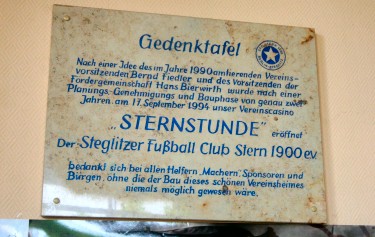 Gedenktafel
Nach einer Idee des im Jahre 1990 amtierenden Vereins-
vorsitzenden Bernd Fiedler und des Vorsitzenden der
Fördergemeinschaft Hans Bierwirth wurde nach einer
Planungs-, Genehmigungs und Bauphase von genau zwei
Jahren am 17. September 1994 unser Vereinscasino
„STERNSTUNDE" eröffnet
Der Steglitzer Fußball Club Stern 1900 e.V.
bedankt sich bei allen Helfern, „Machern", Sponsoren und
Bürgen, ohne die der Bau dieses schönen Vereinsheimes
niemals möglich gewesen wäre.